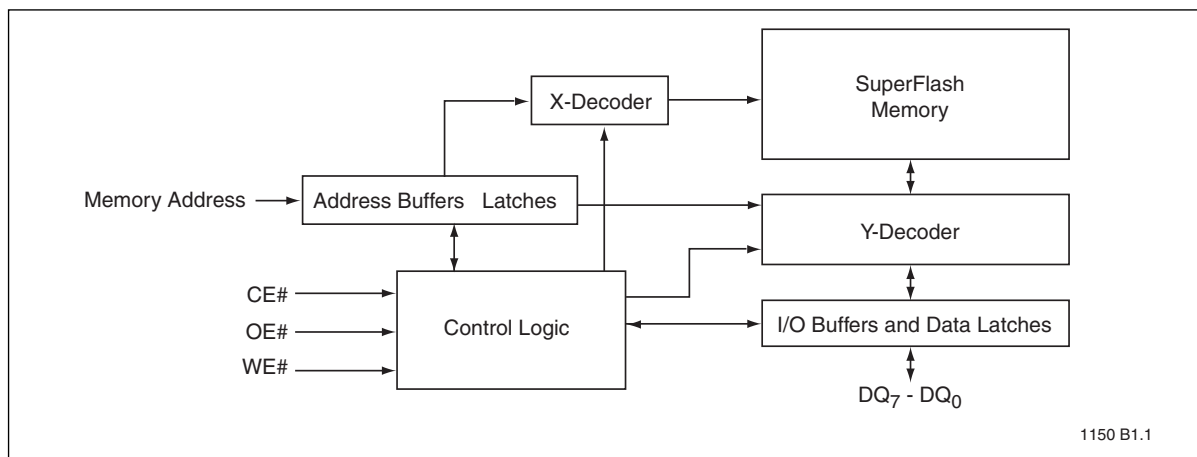 SuperFlash
Memory
X-Decoder
Memory Address
Address Buffers Latches
Y-Decoder
CE#
OE#
WE#
Control Logic
I/O Buffers and Data Latches
DQ7 - DQ0
1150 B1.1